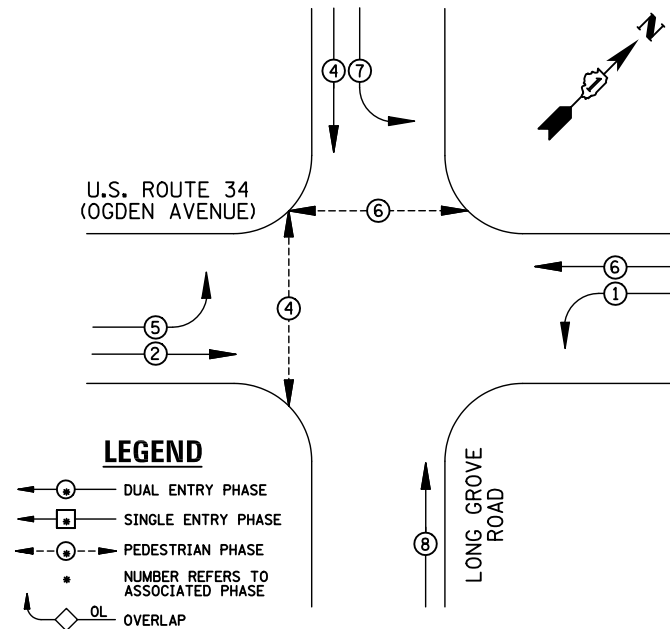 4
7
N
1
U.S. ROUTE 34
(OGDEN AVENUE)
6
6
1
4
5
2
LEGEND
* DUAL ENTRY PHASE
* SINGLE ENTRY PHASE
* PEDESTRIAN PHASE
* NUMBER REFERS TO
ASSOCIATED PHASE
OL OVERLAP
8
LONG GROVE
ROAD